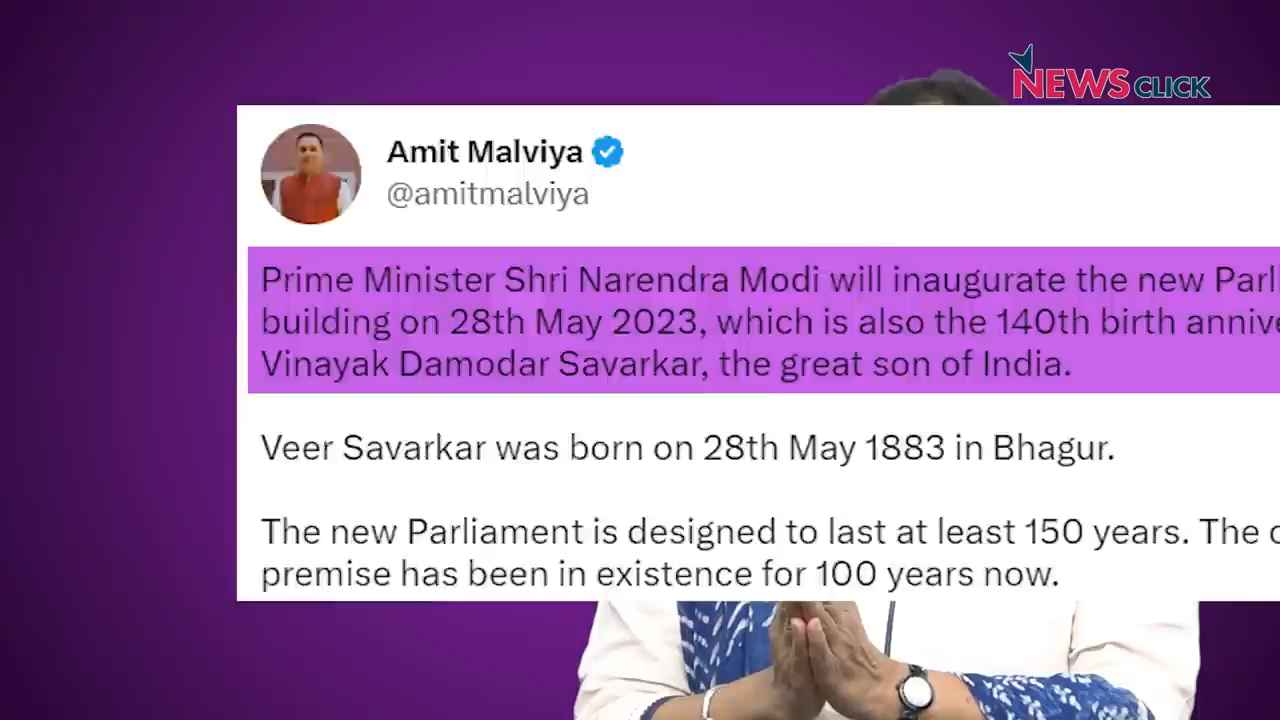 NEWS CLICK
Amit Malviya
@amitmalviya
Prime Minister Shri Narendra Modi will inaugurate the new
building on 28th May 2023, which is also the 140th birth
Vinayak Damodar Savarkar, the great son of India.
Veer Savarkar was born on 28th May 1883 in Bhagur.
The new Parliament is designed to last at least 150 years. The
premise has been in existence for 100 years now.